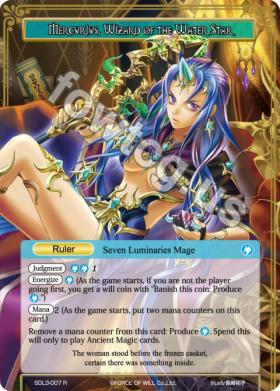 Mercurius, Wizard of the Water Star
fowtcg.us
Ruler Seven Luminaries Mage
Judgment 1
Energize (As the game starts, if you are not the player
going first, you get a will coin with "Banish this coin: Produce
.")
Mana 2 (As the game starts, put two mana counters on this
card.)
Remove a mana counter from this card: Produce . Spend this
will only to play Ancient Magic cards.
The woman stood before the frozen casket,
certain there was something inside.
SDL3-007 R ©FORCE OF WILL Co.,Ltd.